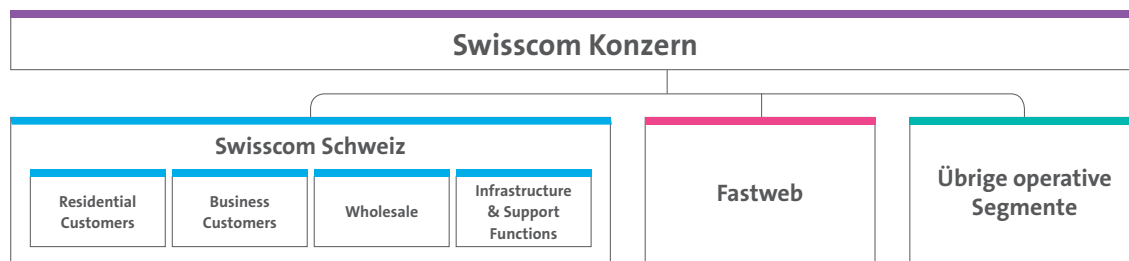 Swisscom Konzern
Swisscom Schweiz
Residential
Customers
Business
Customers
Wholesale
Infrastructure
& Support
Functions
Fastweb
Übrige operative
Segmente